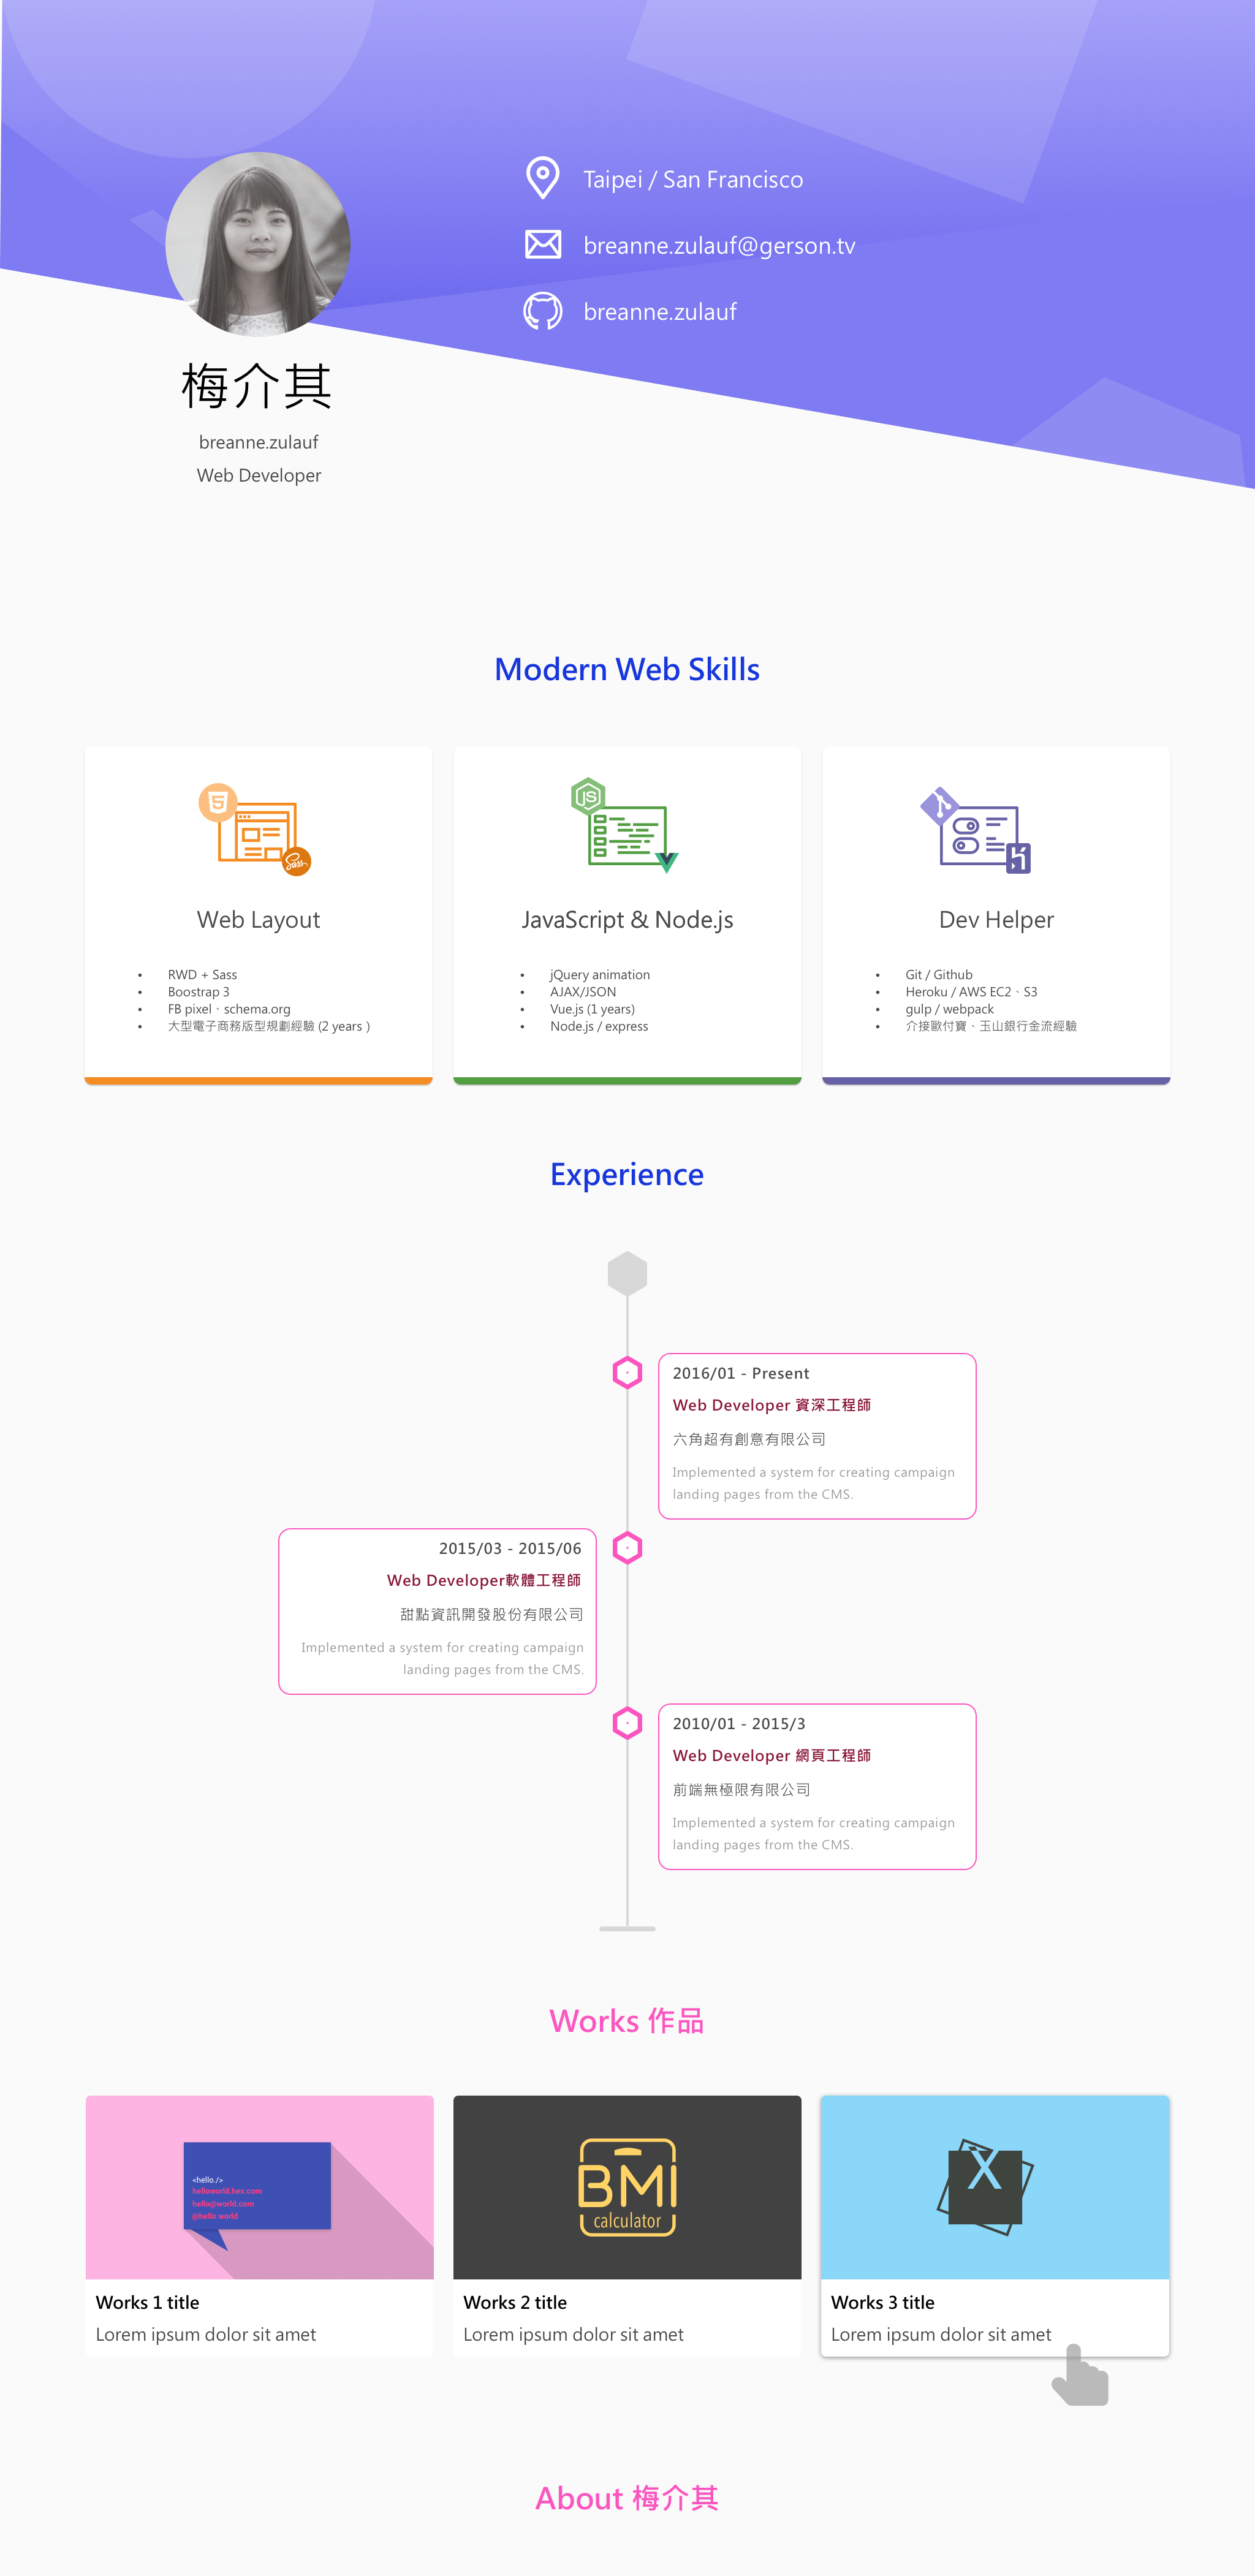 Taipei / San Francisco
breanne.zulauf@gerson.tv
breanne.zulauf
梅介其
breanne.zulauf
Web Developer
Modern Web Skills
5
Sass
Web Layout
• RWD + Sass
• Boostrap 3
• FB pixel、schema.org
• 大型電子商務版型規劃經驗 (2 years )
JS
JavaScript & Node.js
• jQuery animation
• AJAX/JSON
• Vue.js (1 years)
• Node.js / express
Dev Helper
• Git / Github
• Heroku / AWS EC2、S3
• gulp / webpack
• 介接歐付寶、玉山銀行金流經驗
Experience
2016/01 - Present
Web Developer 資深工程師
六角超有創意有限公司
Implemented a system for creating campaign
landing pages from the CMS.
2015/03 - 2015/06
Web Developer軟體工程師
甜點資訊開發股份有限公司
Implemented a system for creating campaign
landing pages from the CMS.
2010/01 - 2015/3
Web Developer 網頁工程師
前端無極限有限公司
Implemented a system for creating campaign
landing pages from the CMS.
Works 作品
<hello./>
helloworld.hex.com
hello@world.com
@hello world
Works 1 title
Lorem ipsum dolor sit amet
BMI
calculator
Works 2 title
Lorem ipsum dolor sit amet
X
Works 3 title
Lorem ipsum dolor sit amet
About 梅介其